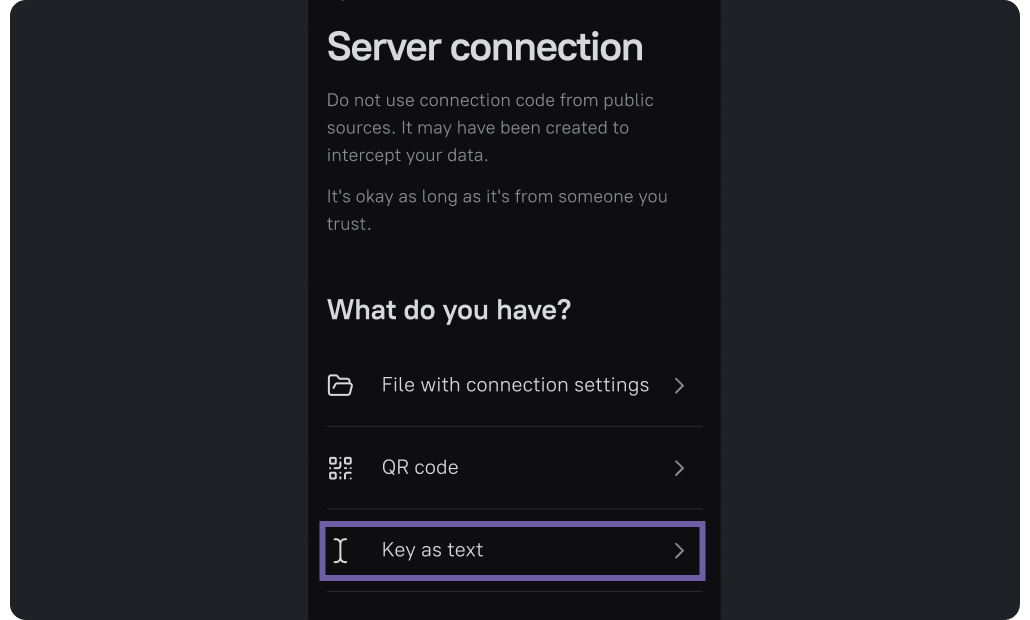 Server connection
Do not use connection code from public
sources. It may have been created to
intercept your data.
It's okay as long as it's from someone you
trust.
What do you have?
File with connection settings
QR code
Key as text